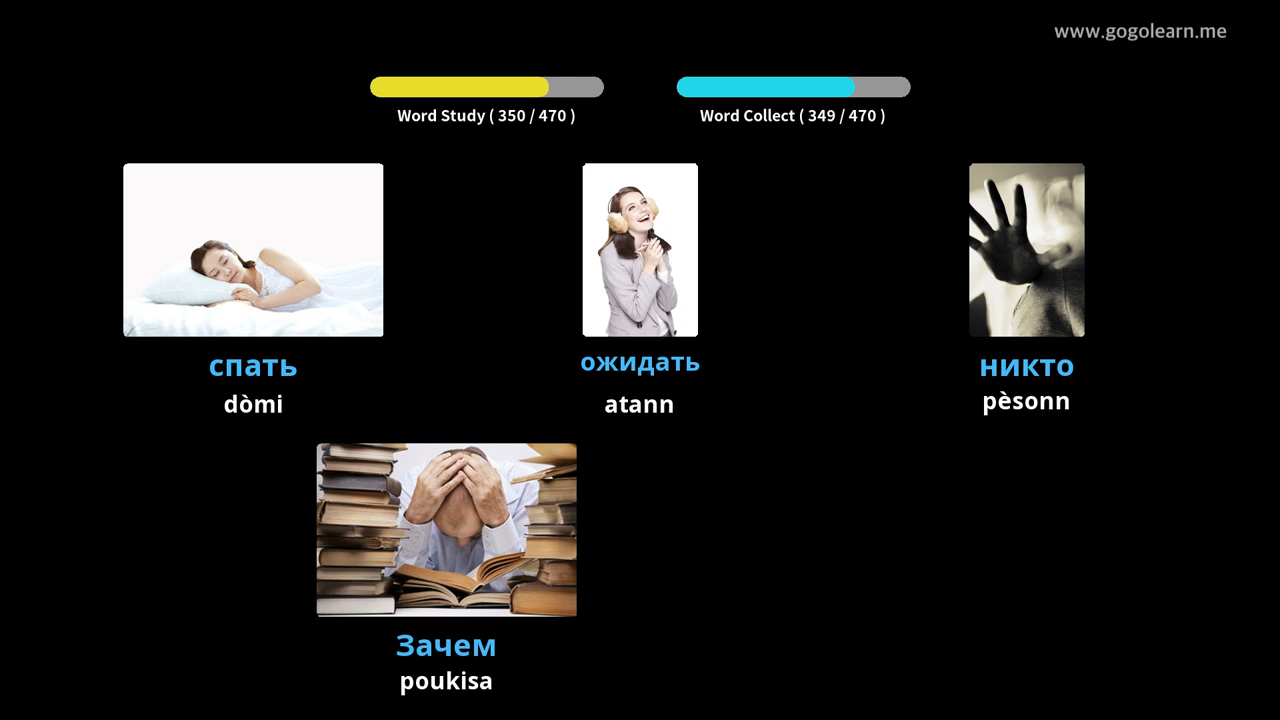 www.gogolearn.me
Word Study ( 350 / 470 )
Word Collect ( 349 / 470 )
спать
dòmi
ожидать
atann
никто
pèsonn
Зачем
poukisa